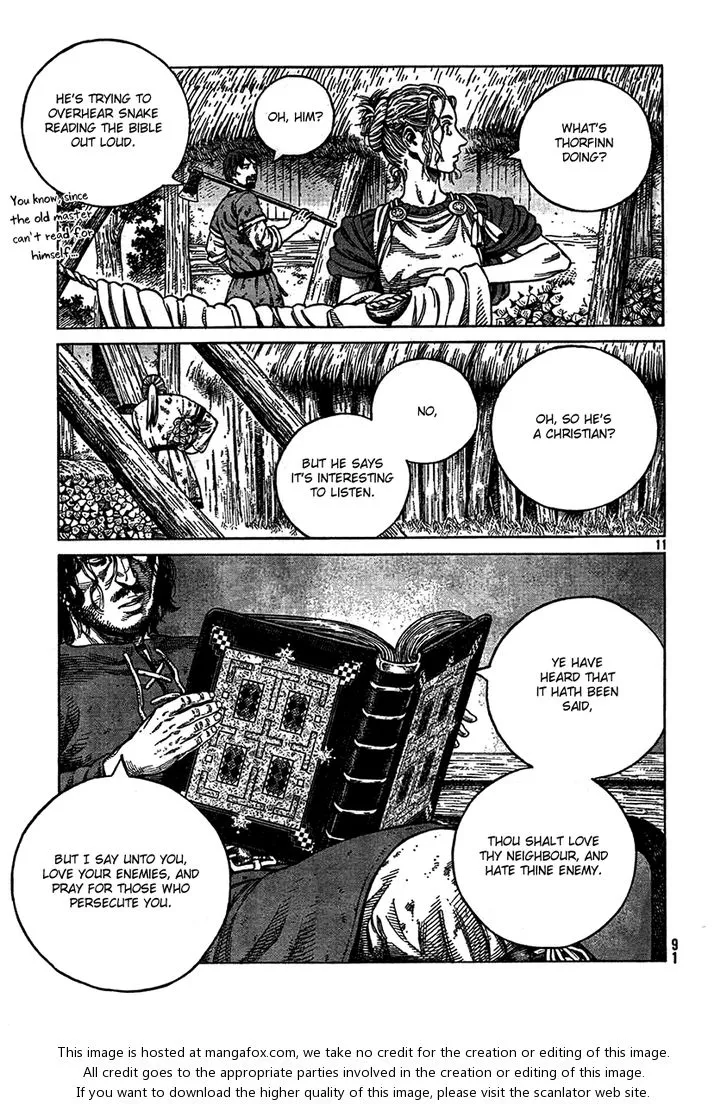 WHAT'S
THORFINN
DOING?
OH, HIM?
HE'S TRYING TO
OVERHEAR SNAKE
READING THE BIBLE
OUT LOUD.
You know, since
the old master
can't read for
himself...
OH, SO HE'S
A CHRISTIAN?
NO,
BUT HE SAYS
IT'S INTERESTING
TO LISTEN.
11
YE HAVE
HEARD THAT
IT HATH BEEN
SAID,
THOU SHALT LOVE
THY NEIGHBOUR, AND
HATE THINE ENEMY.
BUT I SAY UNTO YOU,
LOVE YOUR ENEMIES, AND
PRAY FOR THOSE WHO
PERSECUTE YOU.
91
This image is hosted at mangafox.com, we take no credit for the creation or editing of this image.
All credit goes to the appropriate parties involved in the creation or editing of this image.
If you want to download the higher quality of this image, please visit the scanlator web site.